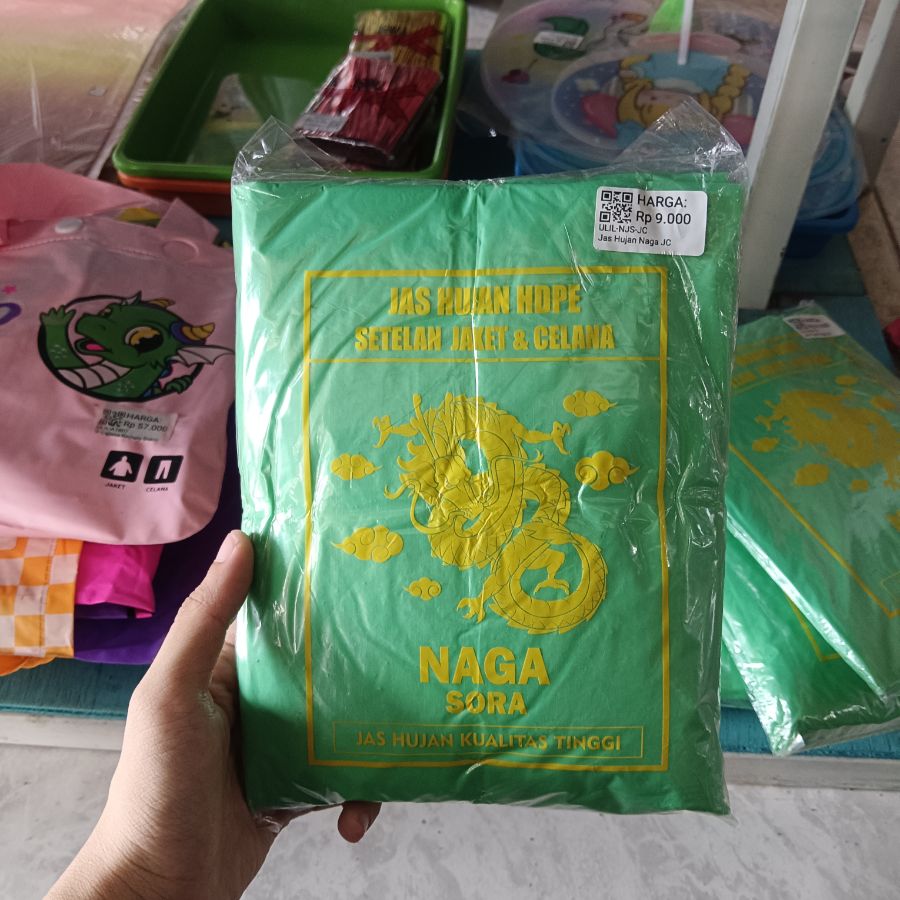 HARGA:
Rp 9.000
ULIL-NJS-JC
Jas Hujan Naga JC
JAS HUJAN HDPE
SETELAN JAKET & CELANA
NAGA
SORA
JAS HUJAN KUALITAS TINGGI
HARGA:
Rp 57.000
JAKET
CELANA